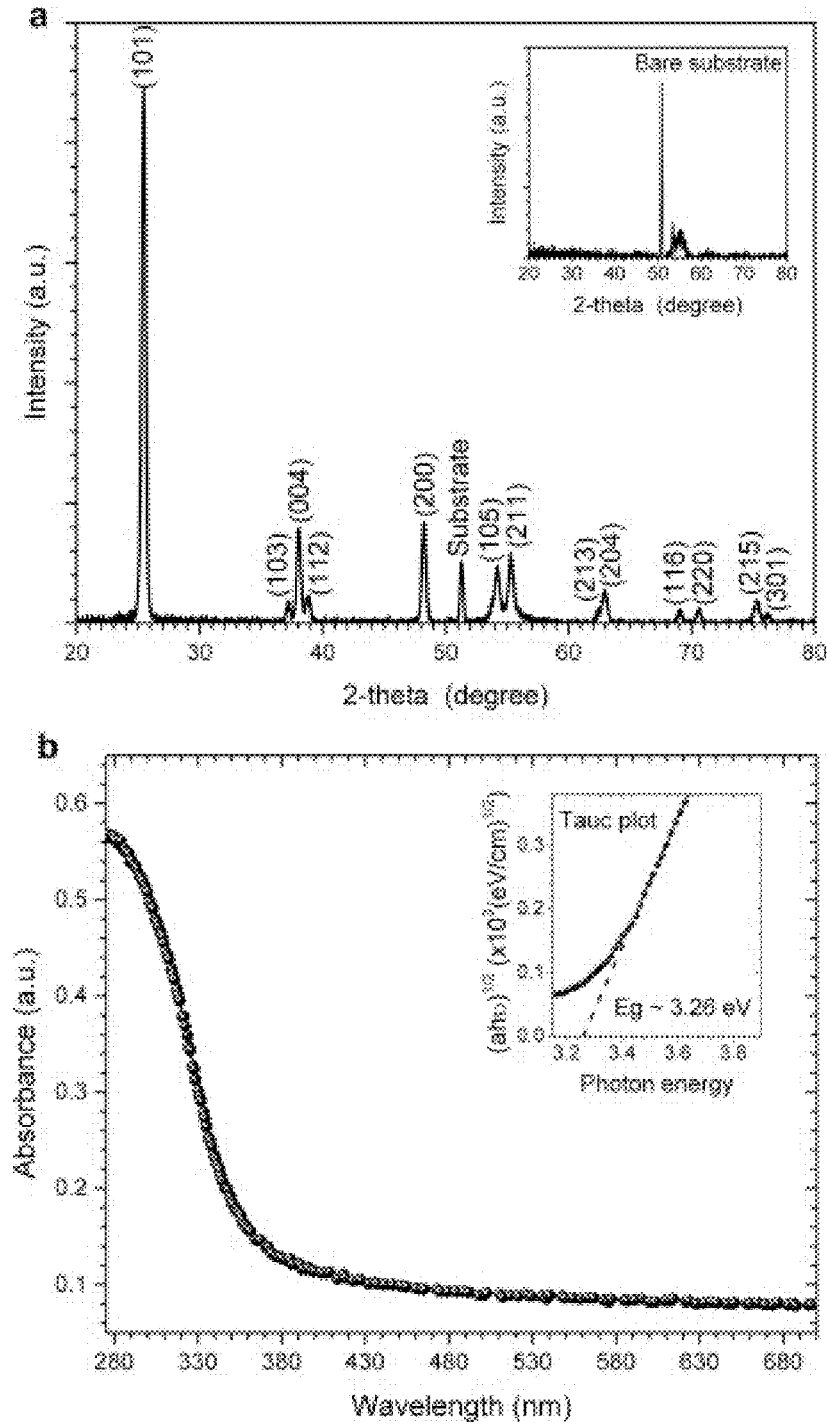 a
(101)
Bare substrate
Intensity (a.u.)
20 30 40 50 60 70 80
2-theta (degree)
Intensity (a.u.)
(103)
(004)
(112)
(200)
Substrate
(105)
(211)
(213)
(204)
(116)
(220)
(215)
(301)
20 40 60 80
2-theta (degree)
b
0.6
0.5
0.4
0.3
0.2
0.1
Absorbance (a.u.)
Tauc plot
0.3
0.2
0.1
0.0
Eg ~ 3.26 eV
3.2 3.4 3.6 3.8
Photon energy
280 330 380 430 480 530 580 630 680
Wavelength (nm)